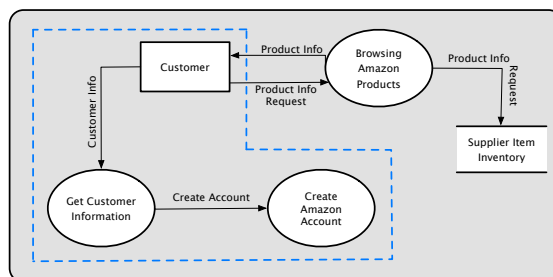 Product Info
Customer
Product Info
Request
Browsing
Amazon
Products
Product Info
Request
Customer Info
Supplier Item
Inventory
Get Customer
Information
Create Account
Create
Amazon
Account